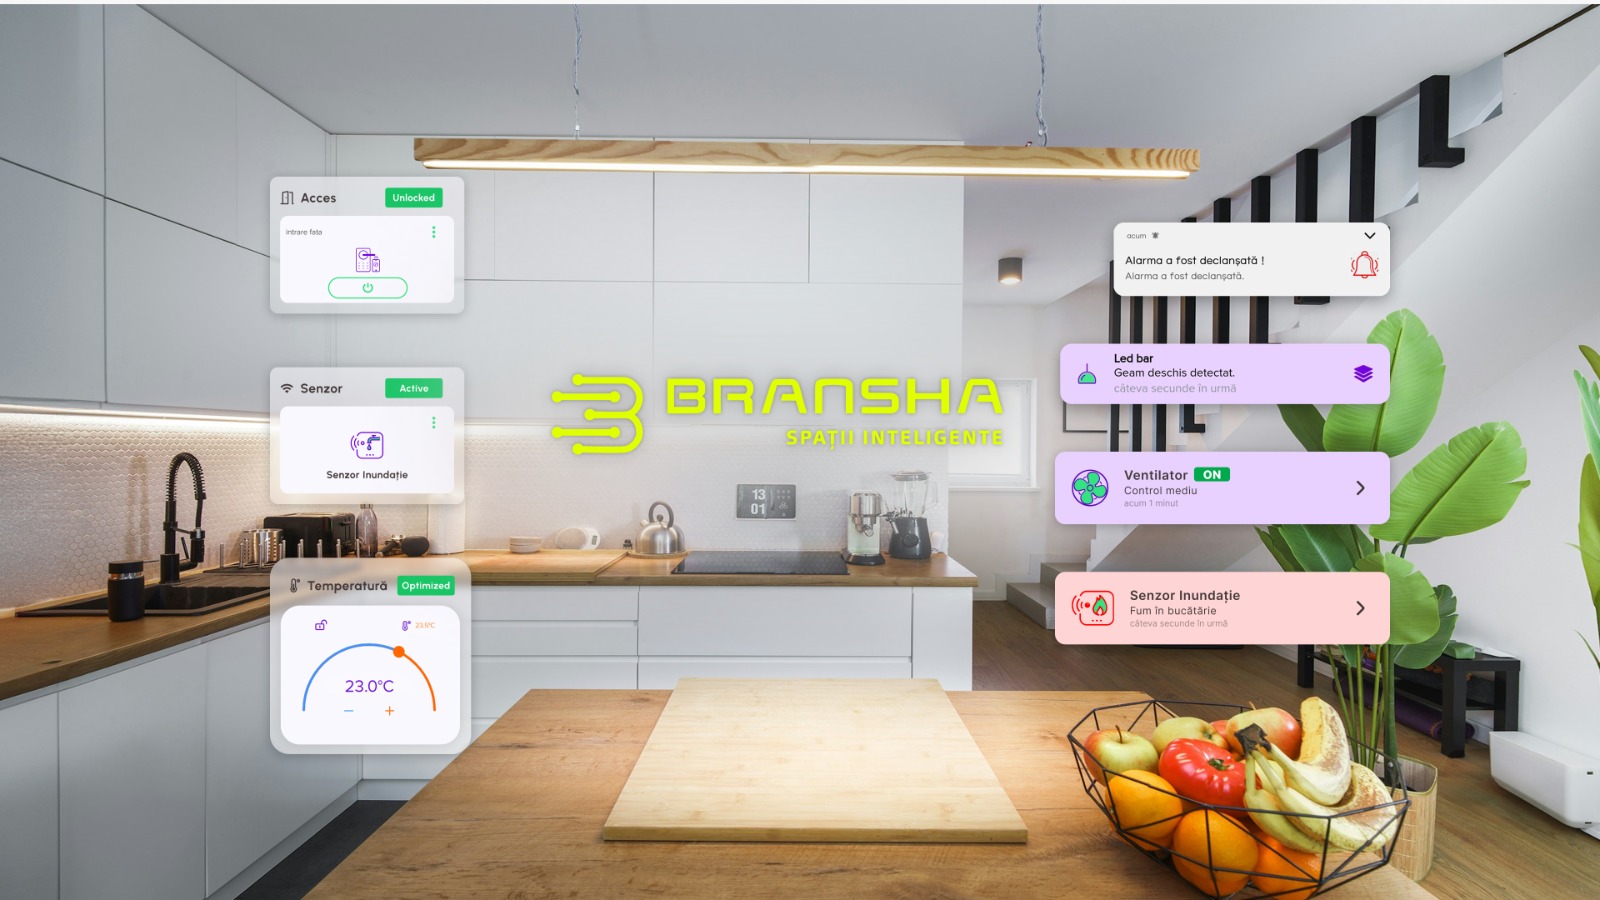 Acces
Unlocked
intrare fata
Senzor
Active
Senzor Inundație
Temperatură
Optimized
23.5°C
23.0°C
BRANSHA
SPAȚII INTELIGENTE
13
01
acum
Alarma a fost declanșată !
Alarma a fost declanșată.
Led bar
Geam deschis detectat.
câteva secunde în urmă
Ventilator ON
Control mediu
acum 1 minut
Senzor Inundație
Fum în bucătărie
câteva secunde în urmă